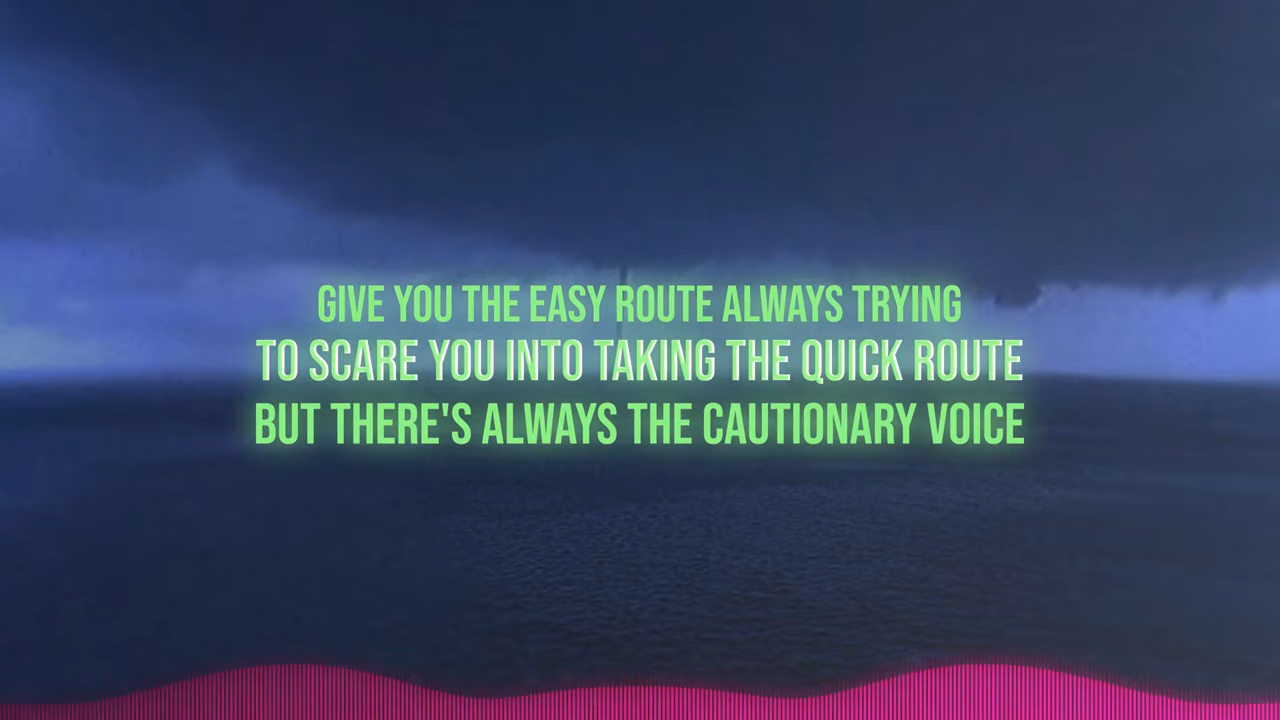 GIVE YOU THE EASY ROUTE ALWAYS TRYING
TO SCARE YOU INTO TAKING THE QUICK ROUTE
BUT THERE'S ALWAYS THE CAUTIONARY VOICE